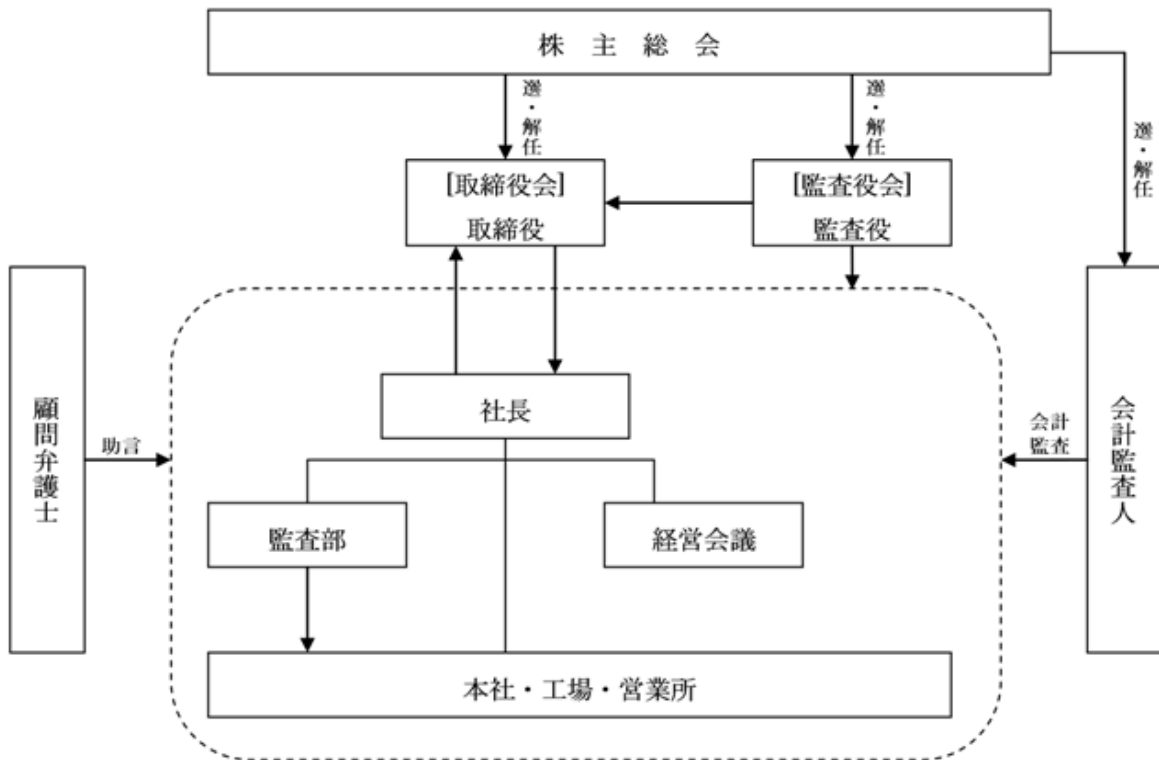 株主総会
選・解任
選・解任
選・解任
[取締役会]
取締役
[監査役会]
監査役
社長
顧問弁護士
助言
会計
監査
会計監査人
監査部
経営会議
本社・工場・営業所